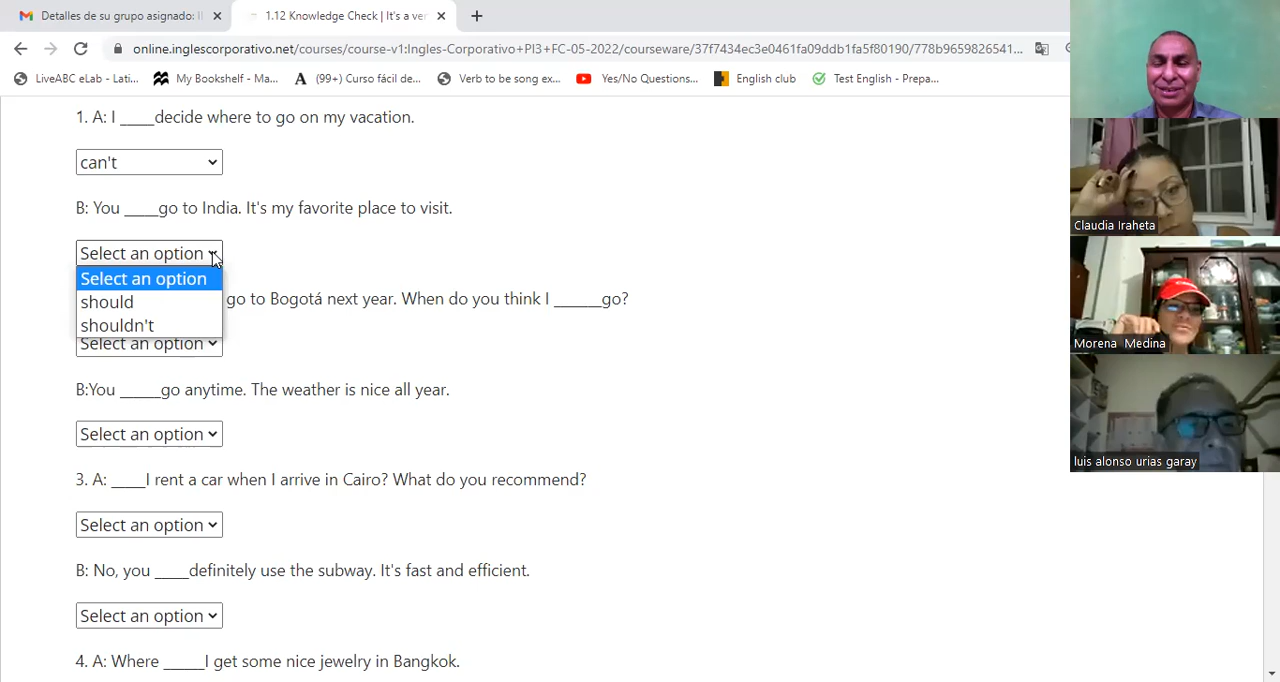 Detalles de su grupo asignado: I
1.12 Knowledge Check | It's a ver
online.inglescorporativo.net/courses/course-v1:Ingles-Corporativo+PI3+FC-05-2022/courseware/37f7434ec3e0461fa09ddb1fa5f80190/778b9659826541...
LiveABC eLab - Lati...
My Bookshelf - Ma...
(99+) Curso fácil de...
Verb to be song ex...
Yes/No Questions...
English club
Test English - Prepa...
1. A: I ____decide where to go on my vacation.
can't
B: You ____go to India. It's my favorite place to visit.
Select an option
Select an option
should
shouldn't
go to Bogotá next year. When do you think I _____go?
Select an option
B:You _____go anytime. The weather is nice all year.
Select an option
3. A: ____I rent a car when I arrive in Cairo? What do you recommend?
Select an option
B: No, you ____definitely use the subway. It's fast and efficient.
Select an option
4. A: Where _____I get some nice jewelry in Bangkok.
Claudia Iraheta
Morena Medina
luis alonso urias garay